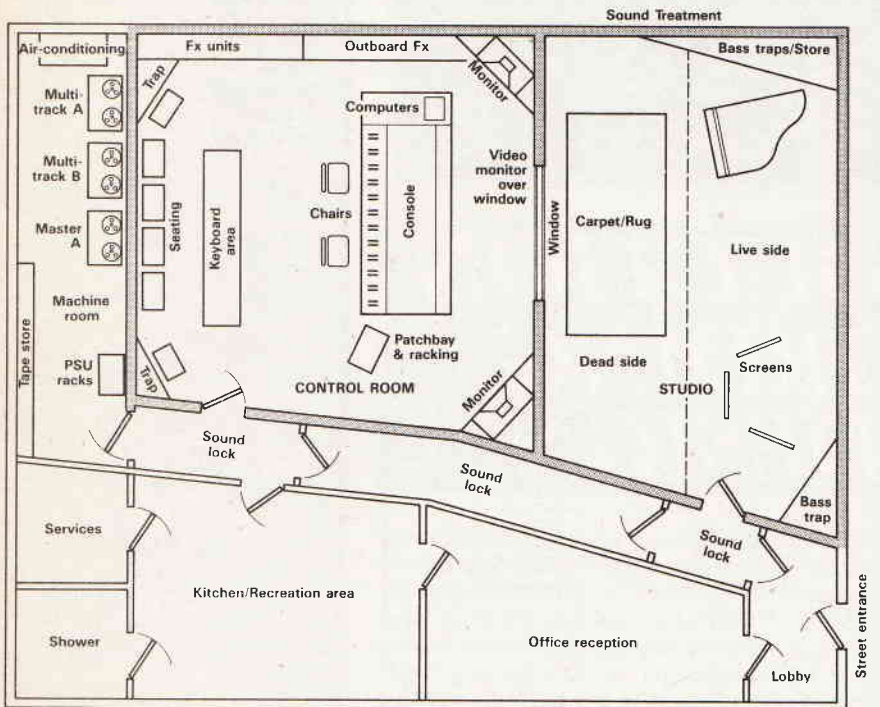 Sound Treatment
Air-conditioning
Fx units
Outboard Fx
Bass traps/Store
Trap
Monitor
Multi-
track A
Computers
Multi-
track B
Video
monitor
over
window
Seating
Keyboard
area
Chairs
Console
Window
Carpet/Rug
Master
A
Live side
Machine
room
Tape store
PSU
racks
Patchbay
& racking
Trap
CONTROL ROOM
Monitor
Dead side
STUDIO
Screens
Sound
lock
Sound
lock
Bass
trap
Sound
lock
Services
Kitchen/Recreation area
Shower
Office reception
Lobby
Street entrance